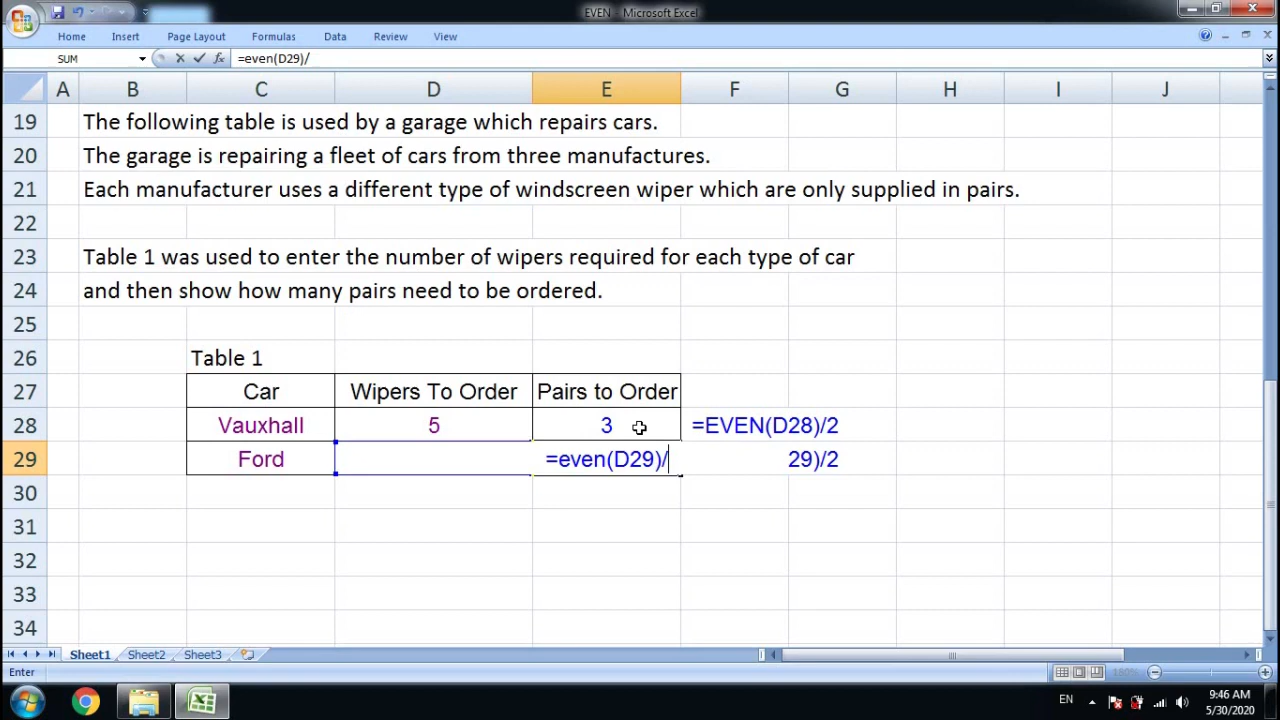 EVEN - Microsoft Excel
Home Insert Page Layout Formulas Data Review View
SUM =even(D29)/
A B C D E F G H I J
19 The following table is used by a garage which repairs cars.
20 The garage is repairing a fleet of cars from three manufactures.
21 Each manufacturer uses a different type of windscreen wiper which are only supplied in pairs.
22
23 Table 1 was used to enter the number of wipers required for each type of car
24 and then show how many pairs need to be ordered.
25
26 Table 1
27 Car Wipers To Order Pairs to Order
28 Vauxhall 5 3 =EVEN(D28)/2
29 Ford =even(D29)/ 29)/2
30
31
32
33
34
Sheet1 Sheet2 Sheet3
Enter 180%
EN 9:46 AM
5/30/2020